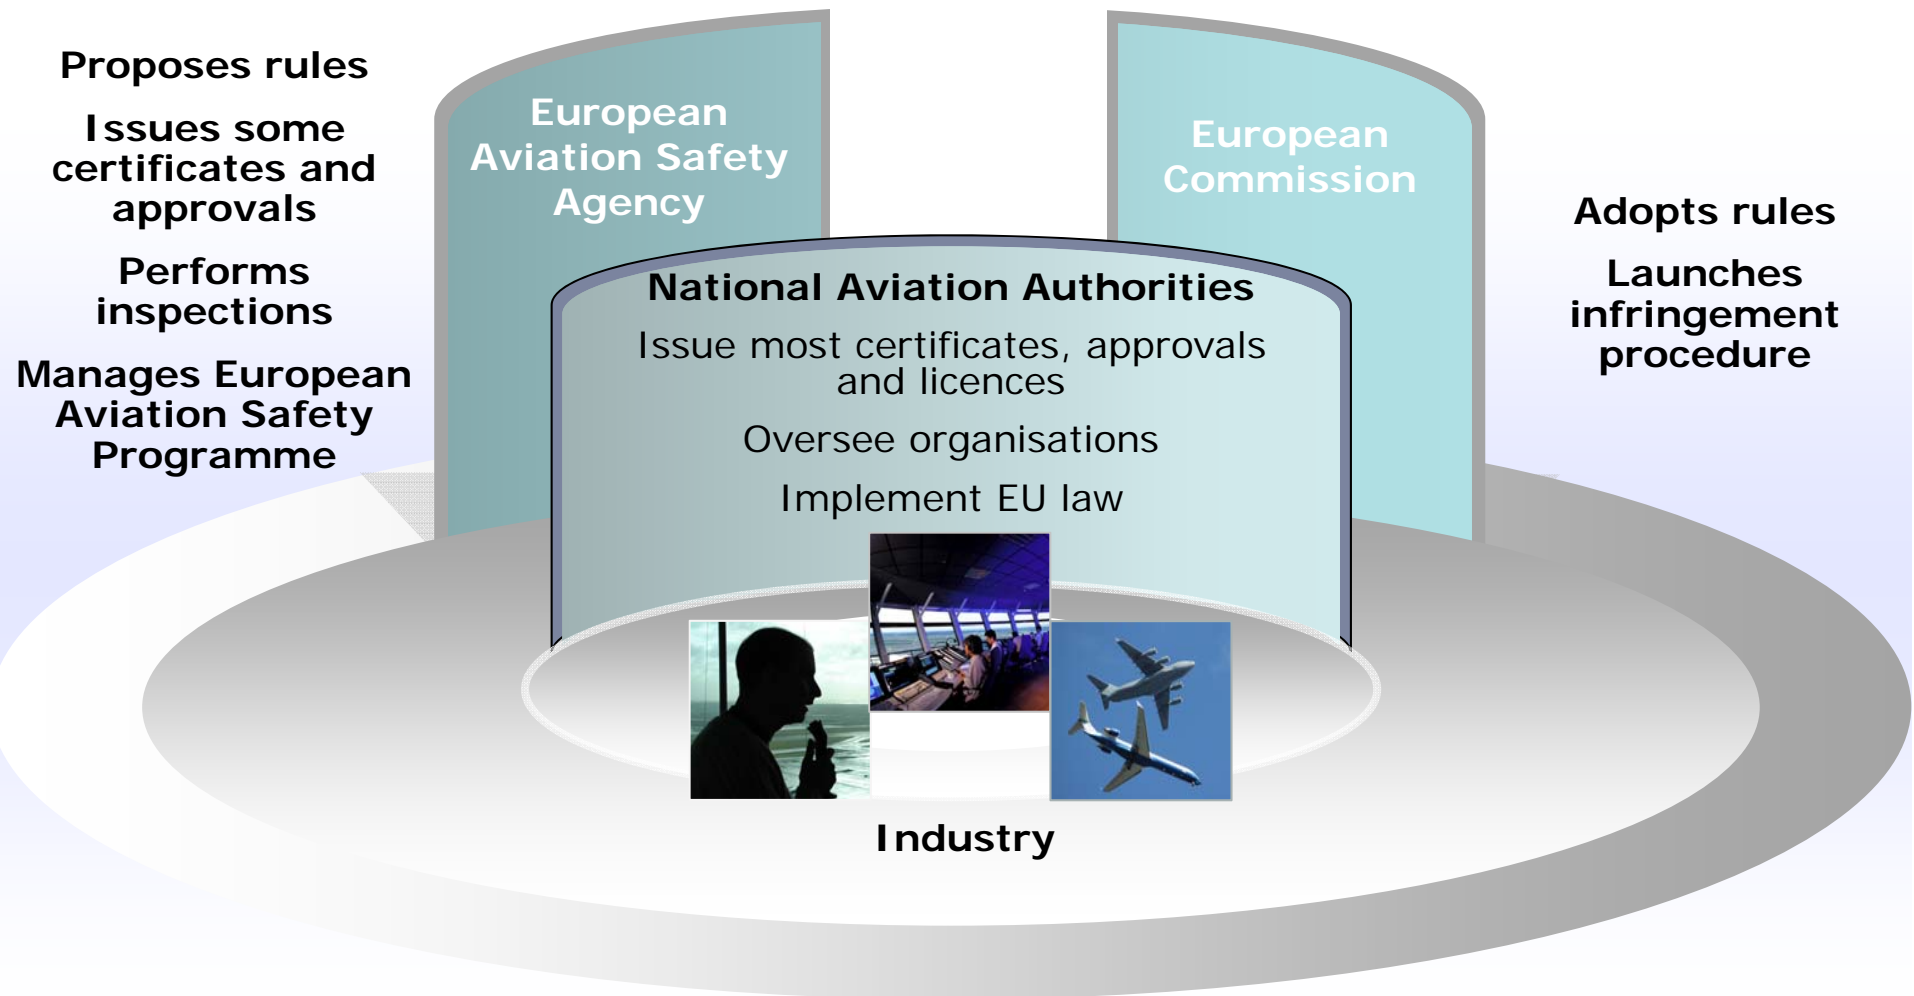 Proposes rules
Issues some
certificates and
approvals
Performs
inspections
Manages European
Aviation Safety
Programme
European
Aviation Safety
Agency
European
Commission
Adopts rules
Launches
infringement
procedure
National Aviation Authorities
Issue most certificates, approvals
and licences
Oversee organisations
Implement EU law
Industry